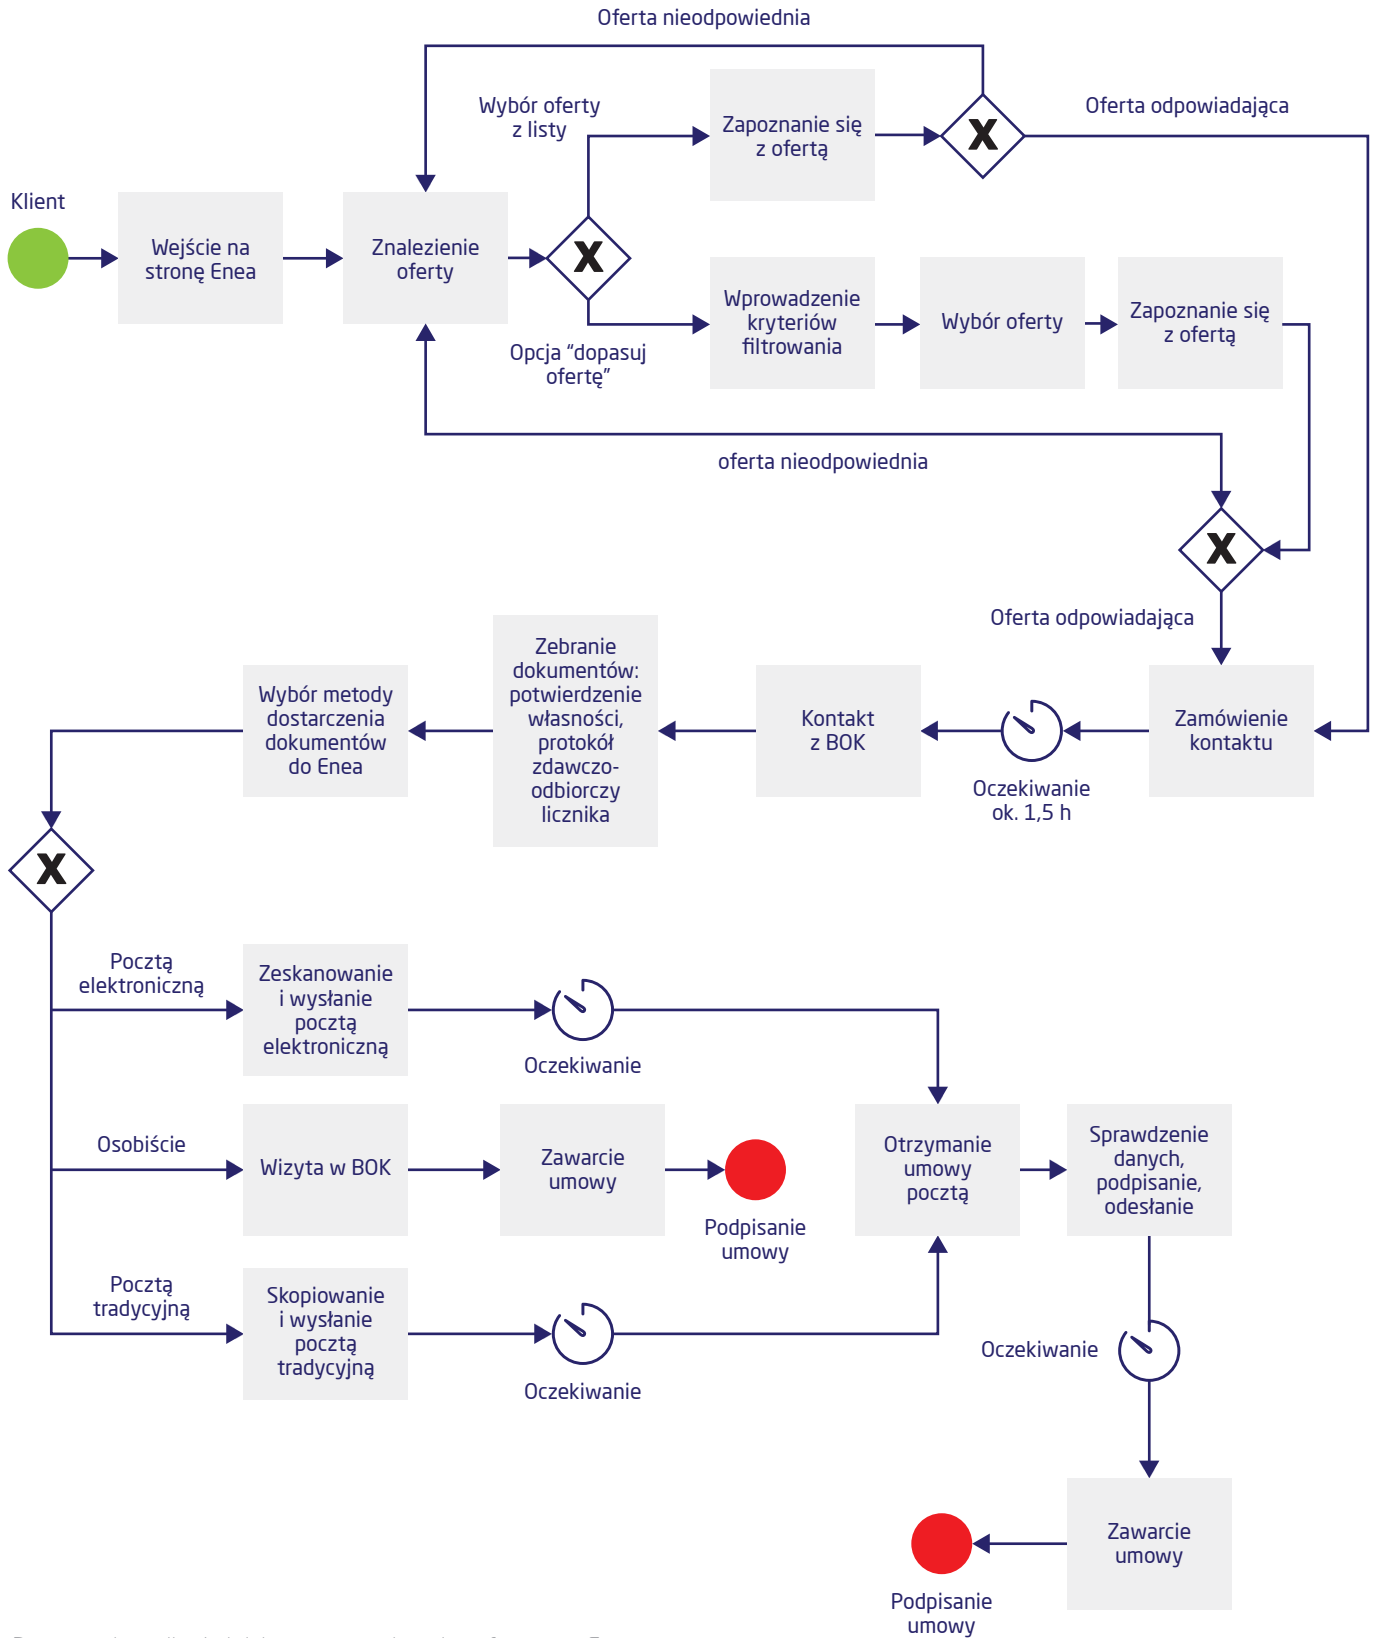 Oferta nieodpowiednia
Wybór oferty
z listy
Zapoznanie się
z ofertą
Oferta odpowiadająca
Klient
Wejście na
stronę Enea
Znalezienie
oferty
Opcja “dopasuj
ofertę”
Wprowadzenie
kryteriów
filtrowania
Wybór oferty
Zapoznanie się
z ofertą
oferta nieodpowiednia
Oferta odpowiadająca
Zamówienie
kontaktu
Oczekiwanie
ok. 1,5 h
Kontakt
z BOK
Zebranie
dokumentów:
potwierdzenie
własności,
protokół
zdawczo-
odbiorczy
licznika
Wybór metody
dostarczenia
dokumentów
do Enea
Pocztą
elektroniczną
Zeskanowanie
i wysłanie
pocztą
elektroniczną
Oczekiwanie
Osobiście
Wizyta w BOK
Zawarcie
umowy
Podpisanie
umowy
Otrzymanie
umowy
pocztą
Sprawdzenie
danych,
podpisanie,
odesłanie
Pocztą
tradycyjną
Skopiowanie
i wysłanie
pocztą
tradycyjną
Oczekiwanie
Oczekiwanie
Zawarcie
umowy
Podpisanie
umowy